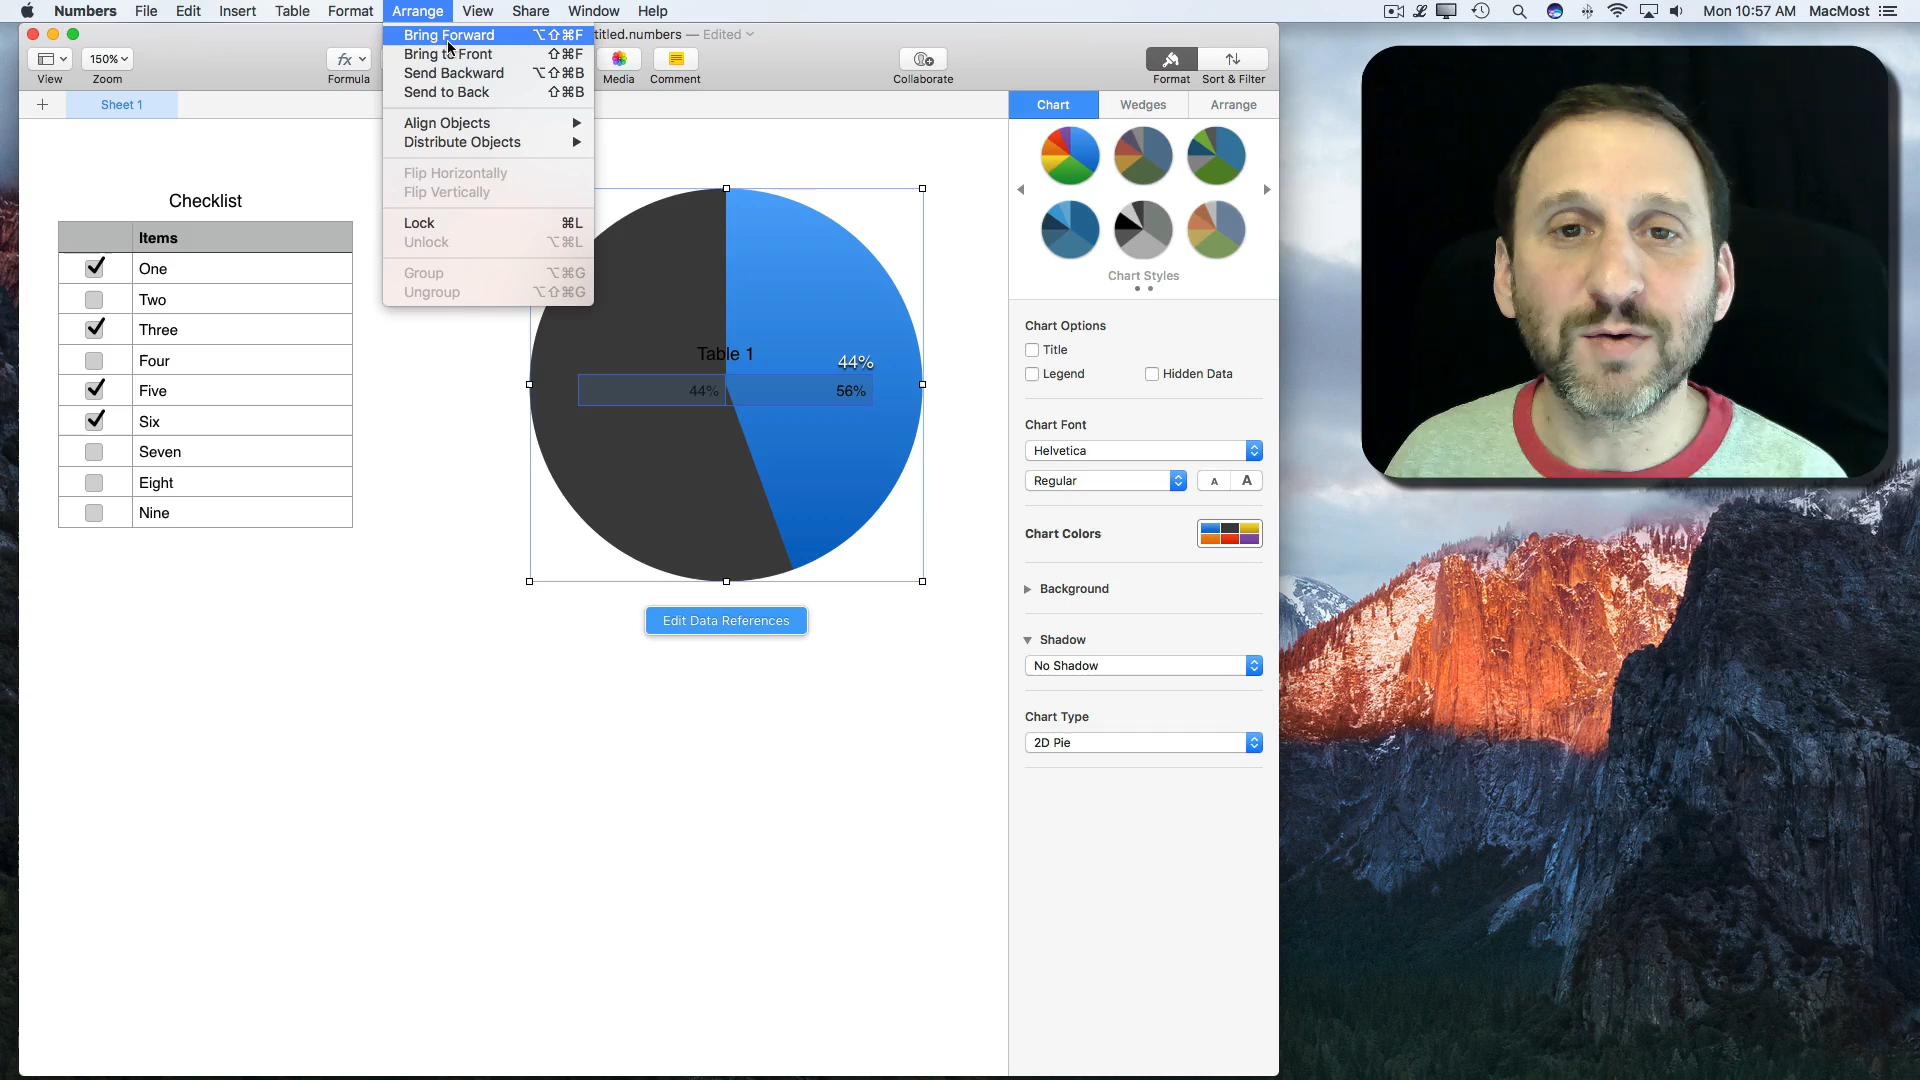 Numbers File Edit Insert Table Format Arrange View Share Window Help Mon 10:57 AM MacMost
titled.numbers — Edited
150%
View Zoom Formula Media Comment Collaborate Format Sort & Filter
Sheet 1
Bring Forward ⌥⇧⌘F
Bring to Front ⇧⌘F
Send Backward ⌥⇧⌘B
Send to Back ⇧⌘B
Align Objects
Distribute Objects
Flip Horizontally
Flip Vertically
Lock ⌘L
Unlock ⌥⌘L
Group ⌥⌘G
Ungroup ⌥⇧⌘G
Checklist
Items
One
Two
Three
Four
Five
Six
Seven
Eight
Nine
Table 1
44%
44% 56%
Edit Data References
Chart Wedges Arrange
Chart Styles
Chart Options
Title
Legend Hidden Data
Chart Font
Helvetica
Regular A A
Chart Colors
Background
Shadow
No Shadow
Chart Type
2D Pie